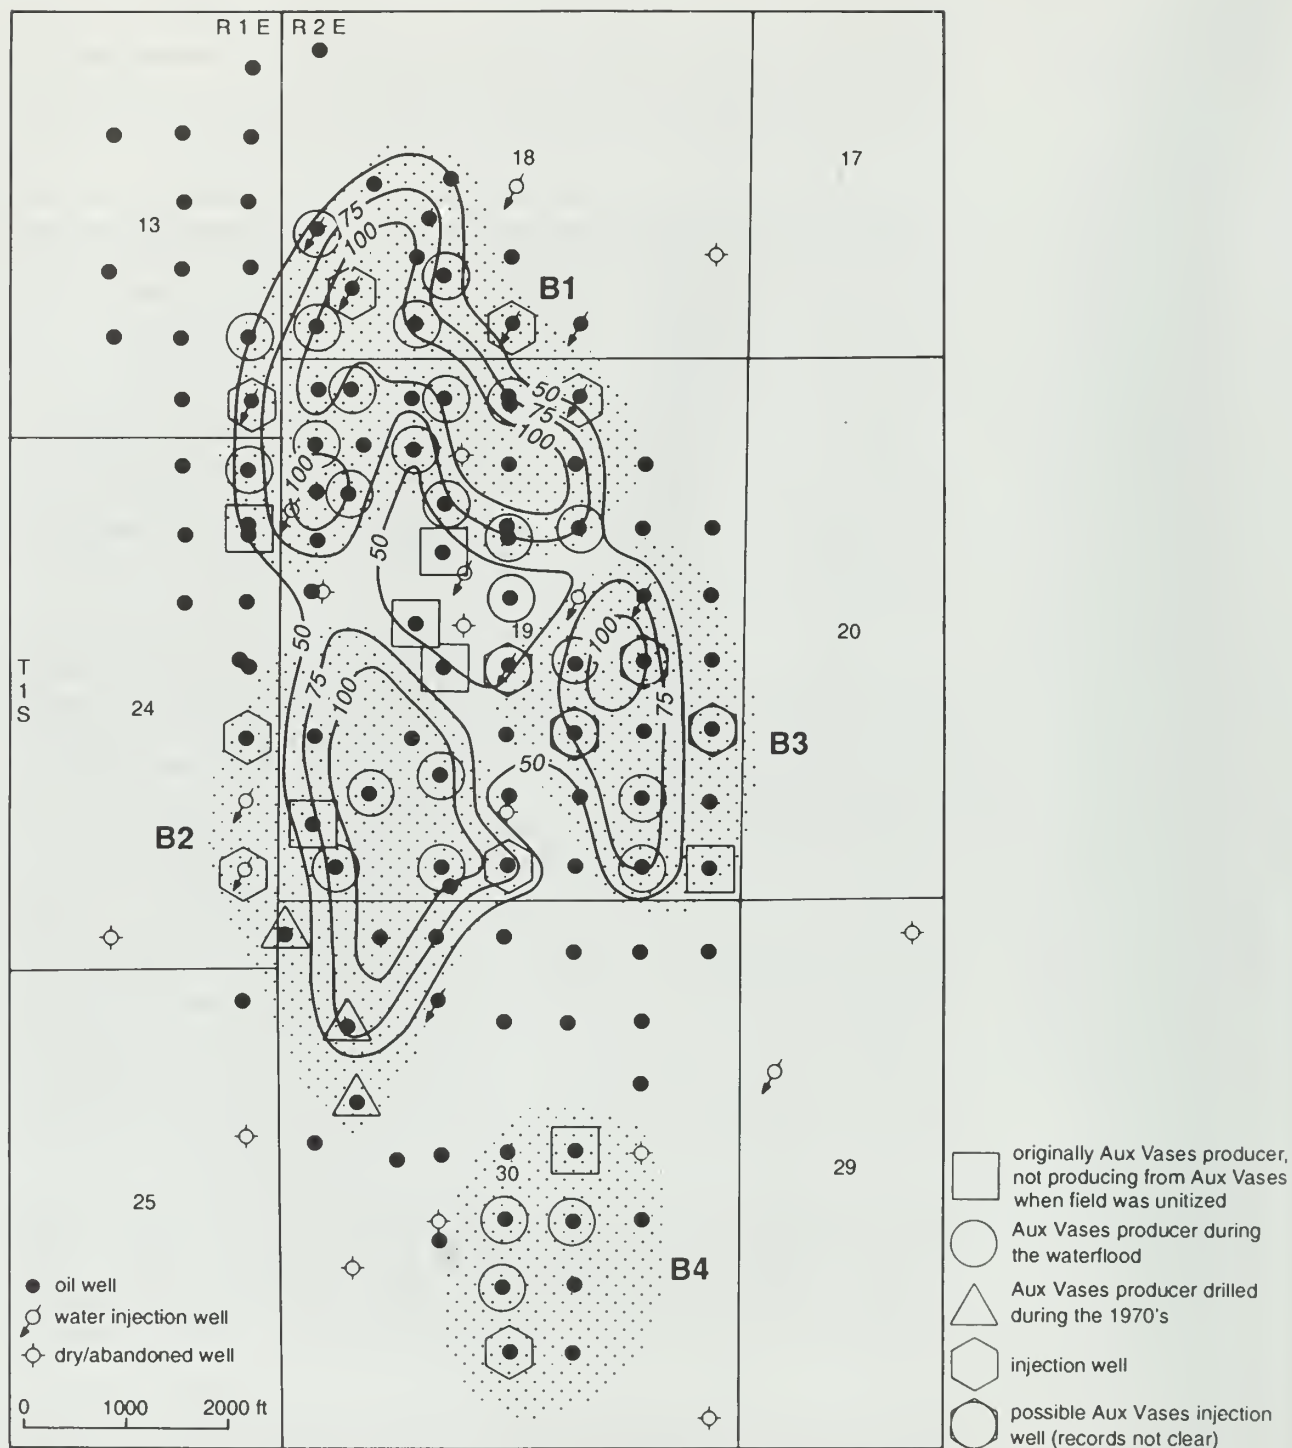 R 1 E
R 2 E
18
17
13
75
100
B1
50
75
100
100
50
19
20
100
50
75
100
T
1
S
24
75
B3
50
B2
30
29
25
B4
oil well
water injection well
dry/abandoned well
0 1000 2000 ft
originally Aux Vases producer,
not producing from Aux Vases
when field was unitized
Aux Vases producer during
the waterflood
Aux Vases producer drilled
during the 1970's
injection well
possible Aux Vases injection
well (records not clear)